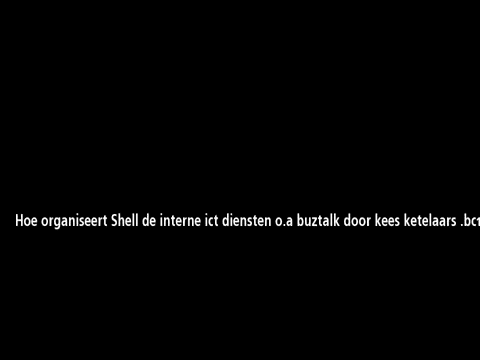 Hoe organiseert Shell de interne ict diensten o.a buztalk door kees ketelaars .bc1